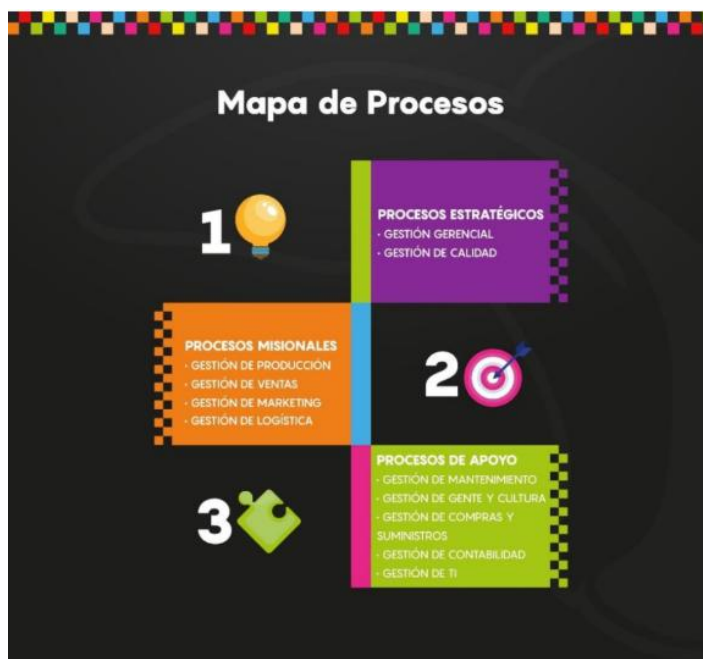 Mapa de Procesos
1
PROCESOS ESTRATÉGICOS
· GESTIÓN GERENCIAL
· GESTIÓN DE CALIDAD
PROCESOS MISIONALES
· GESTIÓN DE PRODUCCIÓN
· GESTIÓN DE VENTAS
· GESTIÓN DE MARKETING
· GESTIÓN DE LOGÍSTICA
2
3
PROCESOS DE APOYO
· GESTIÓN DE MANTENIMIENTO
· GESTIÓN DE GENTE Y CULTURA
· GESTIÓN DE COMPRAS Y
SUMINISTROS
· GESTIÓN DE CONTABILIDAD
· GESTIÓN DE TI